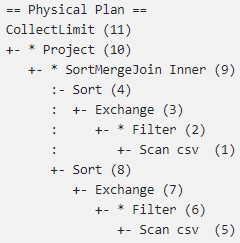 == Physical Plan ==
CollectLimit (11)
+- * Project (10)
   +- * SortMergeJoin Inner (9)
      :- Sort (4)
      :  +- Exchange (3)
      :     +- * Filter (2)
      :        +- Scan csv  (1)
      +- Sort (8)
         +- Exchange (7)
            +- * Filter (6)
               +- Scan csv  (5)